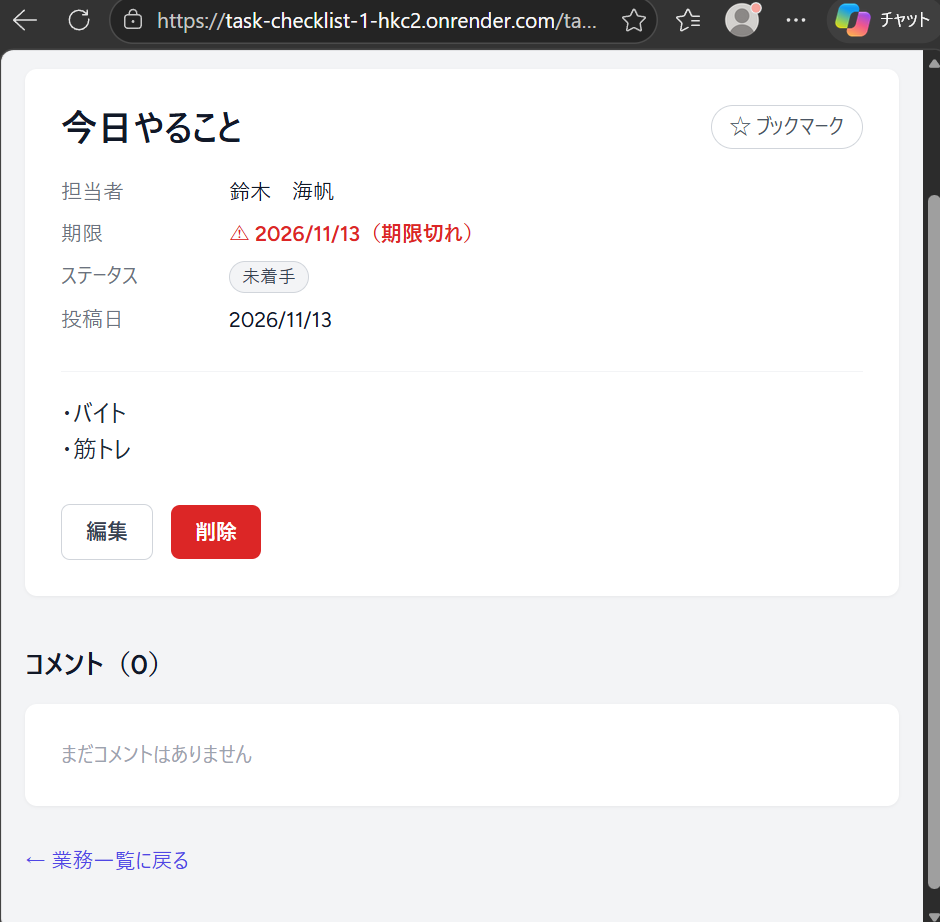 https://task-checklist-1-hkc2.onrender.com/ta...
チャット
今日やること
☆ ブックマーク
担当者 鈴木　海帆
期限 ⚠ 2026/11/13（期限切れ）
ステータス 未着手
投稿日 2026/11/13
・バイト
・筋トレ
編集 削除
コメント（0）
まだコメントはありません
← 業務一覧に戻る